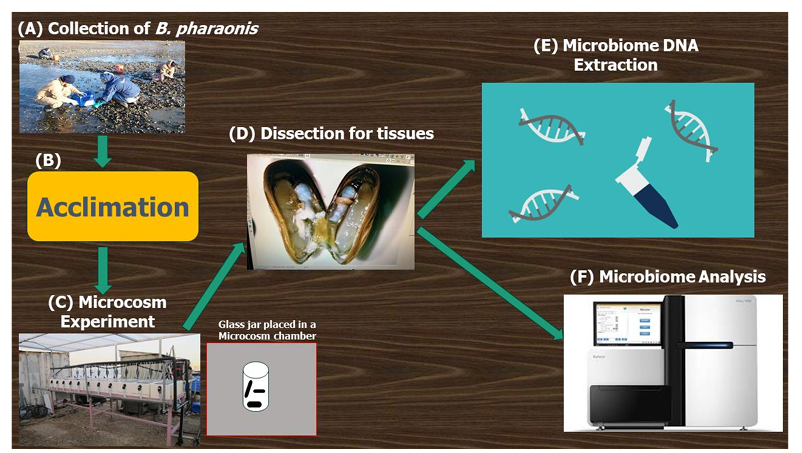 (A) Collection of B. pharaonis
(B)
Acclimation
(C) Microcosm
Experiment
Glass jar placed in a
Microcosm chamber
(D) Dissection for tissues
(E) Microbiome DNA
Extraction
(F) Microbiome Analysis